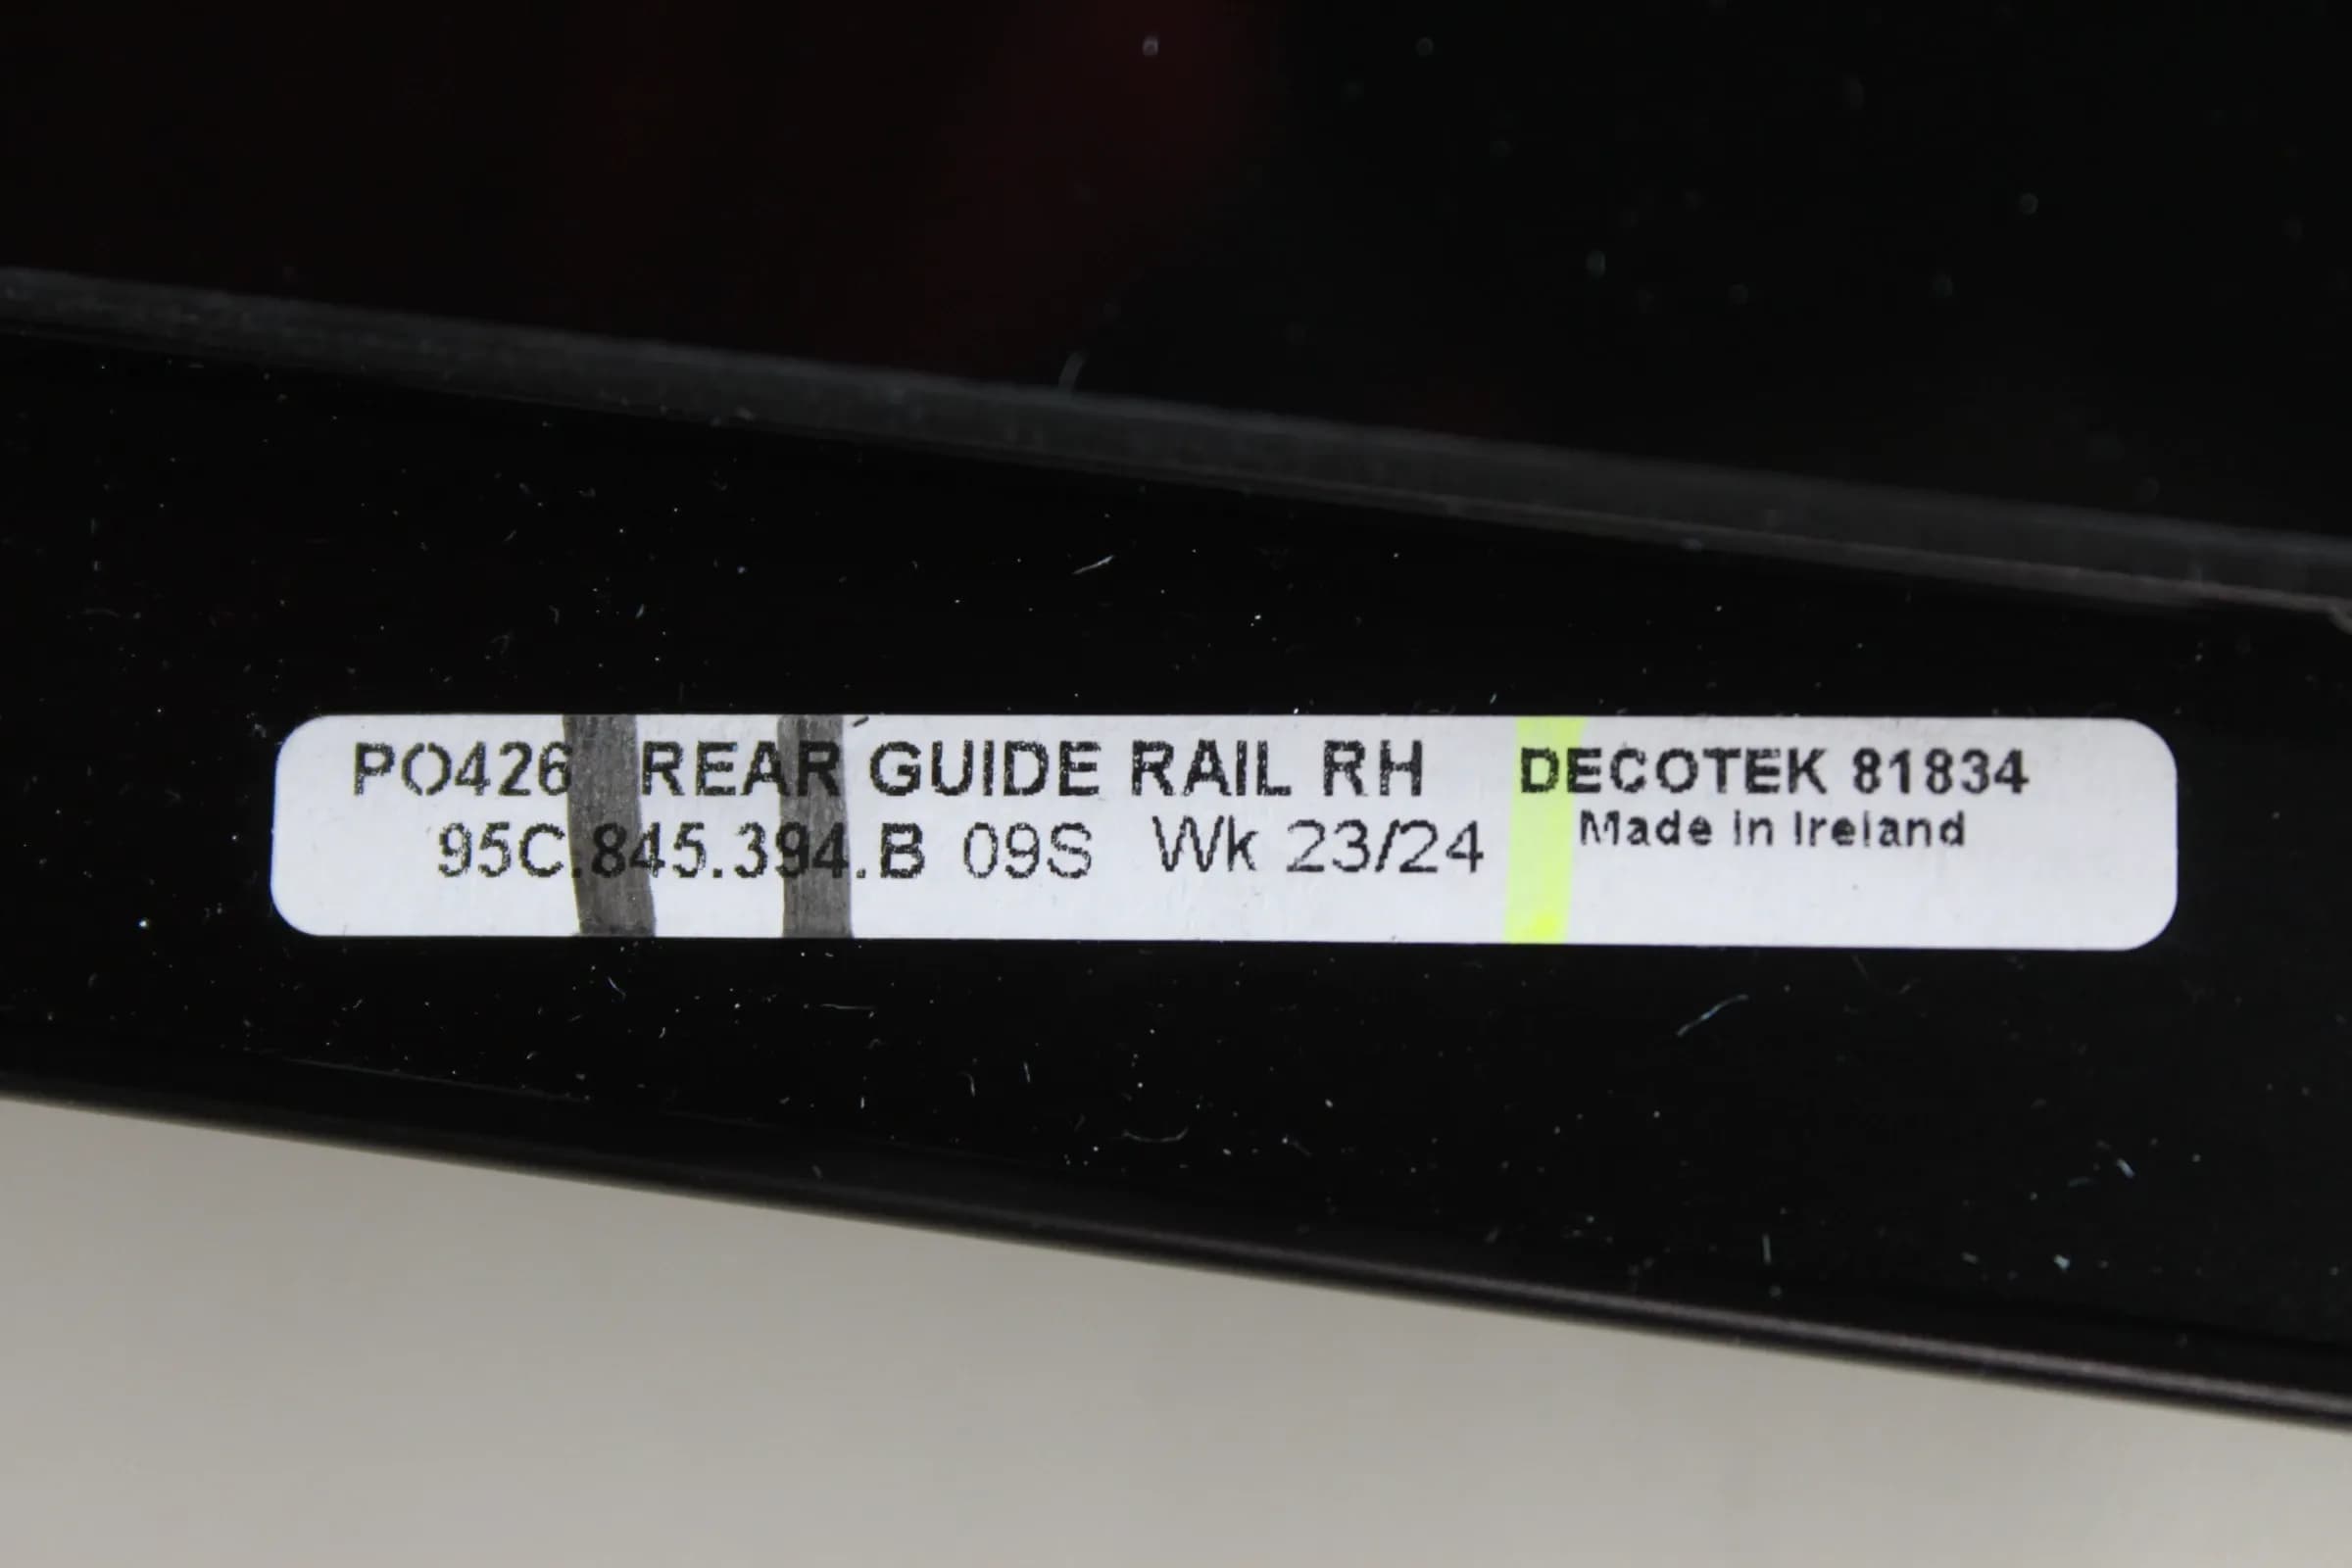 PO426 REAR GUIDE RAIL RH DECOTEK 81834
95C.845.394.B 09S Wk 23/24 Made in Ireland